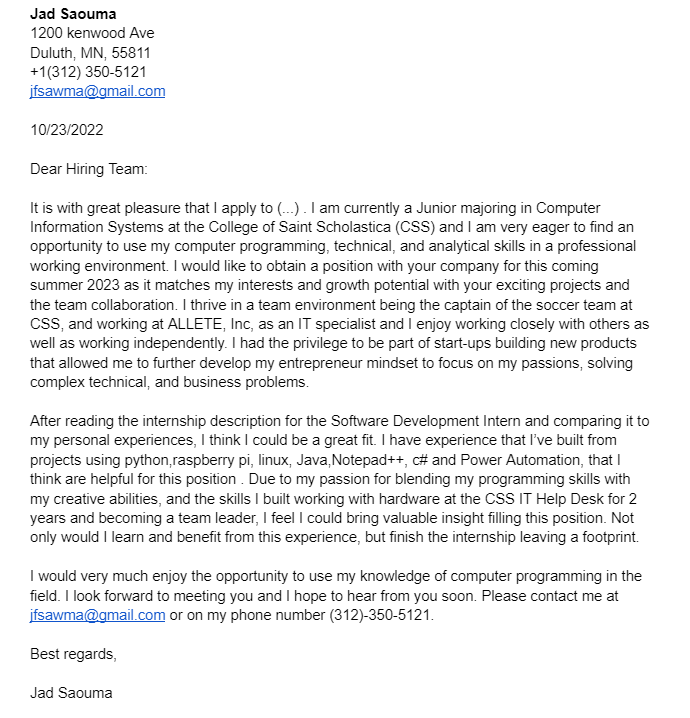 Jad Saouma
1200 kenwood Ave
Duluth, MN, 55811
+1(312) 350-5121
jfsawma@gmail.com
10/23/2022
Dear Hiring Team:
It is with great pleasure that I apply to (...) . I am currently a Junior majoring in Computer
Information Systems at the College of Saint Scholastica (CSS) and I am very eager to find an
opportunity to use my computer programming, technical, and analytical skills in a professional
working environment. I would like to obtain a position with your company for this coming
summer 2023 as it matches my interests and growth potential with your exciting projects and
the team collaboration. I thrive in a team environment being the captain of the soccer team at
CSS, and working at ALLETE, Inc, as an IT specialist and I enjoy working closely with others as
well as working independently. I had the privilege to be part of start-ups building new products
that allowed me to further develop my entrepreneur mindset to focus on my passions, solving
complex technical, and business problems.
After reading the internship description for the Software Development Intern and comparing it to
my personal experiences, I think I could be a great fit. I have experience that I've built from
projects using python,raspberry pi, linux, Java,Notepad++, c# and Power Automation, that I
think are helpful for this position . Due to my passion for blending my programming skills with
my creative abilities, and the skills I built working with hardware at the CSS IT Help Desk for 2
years and becoming a team leader, I feel I could bring valuable insight filling this position. Not
only would I learn and benefit from this experience, but finish the internship leaving a footprint.
I would very much enjoy the opportunity to use my knowledge of computer programming in the
field. I look forward to meeting you and I hope to hear from you soon. Please contact me at
jfsawma@gmail.com or on my phone number (312)-350-5121.
Best regards,
Jad Saouma